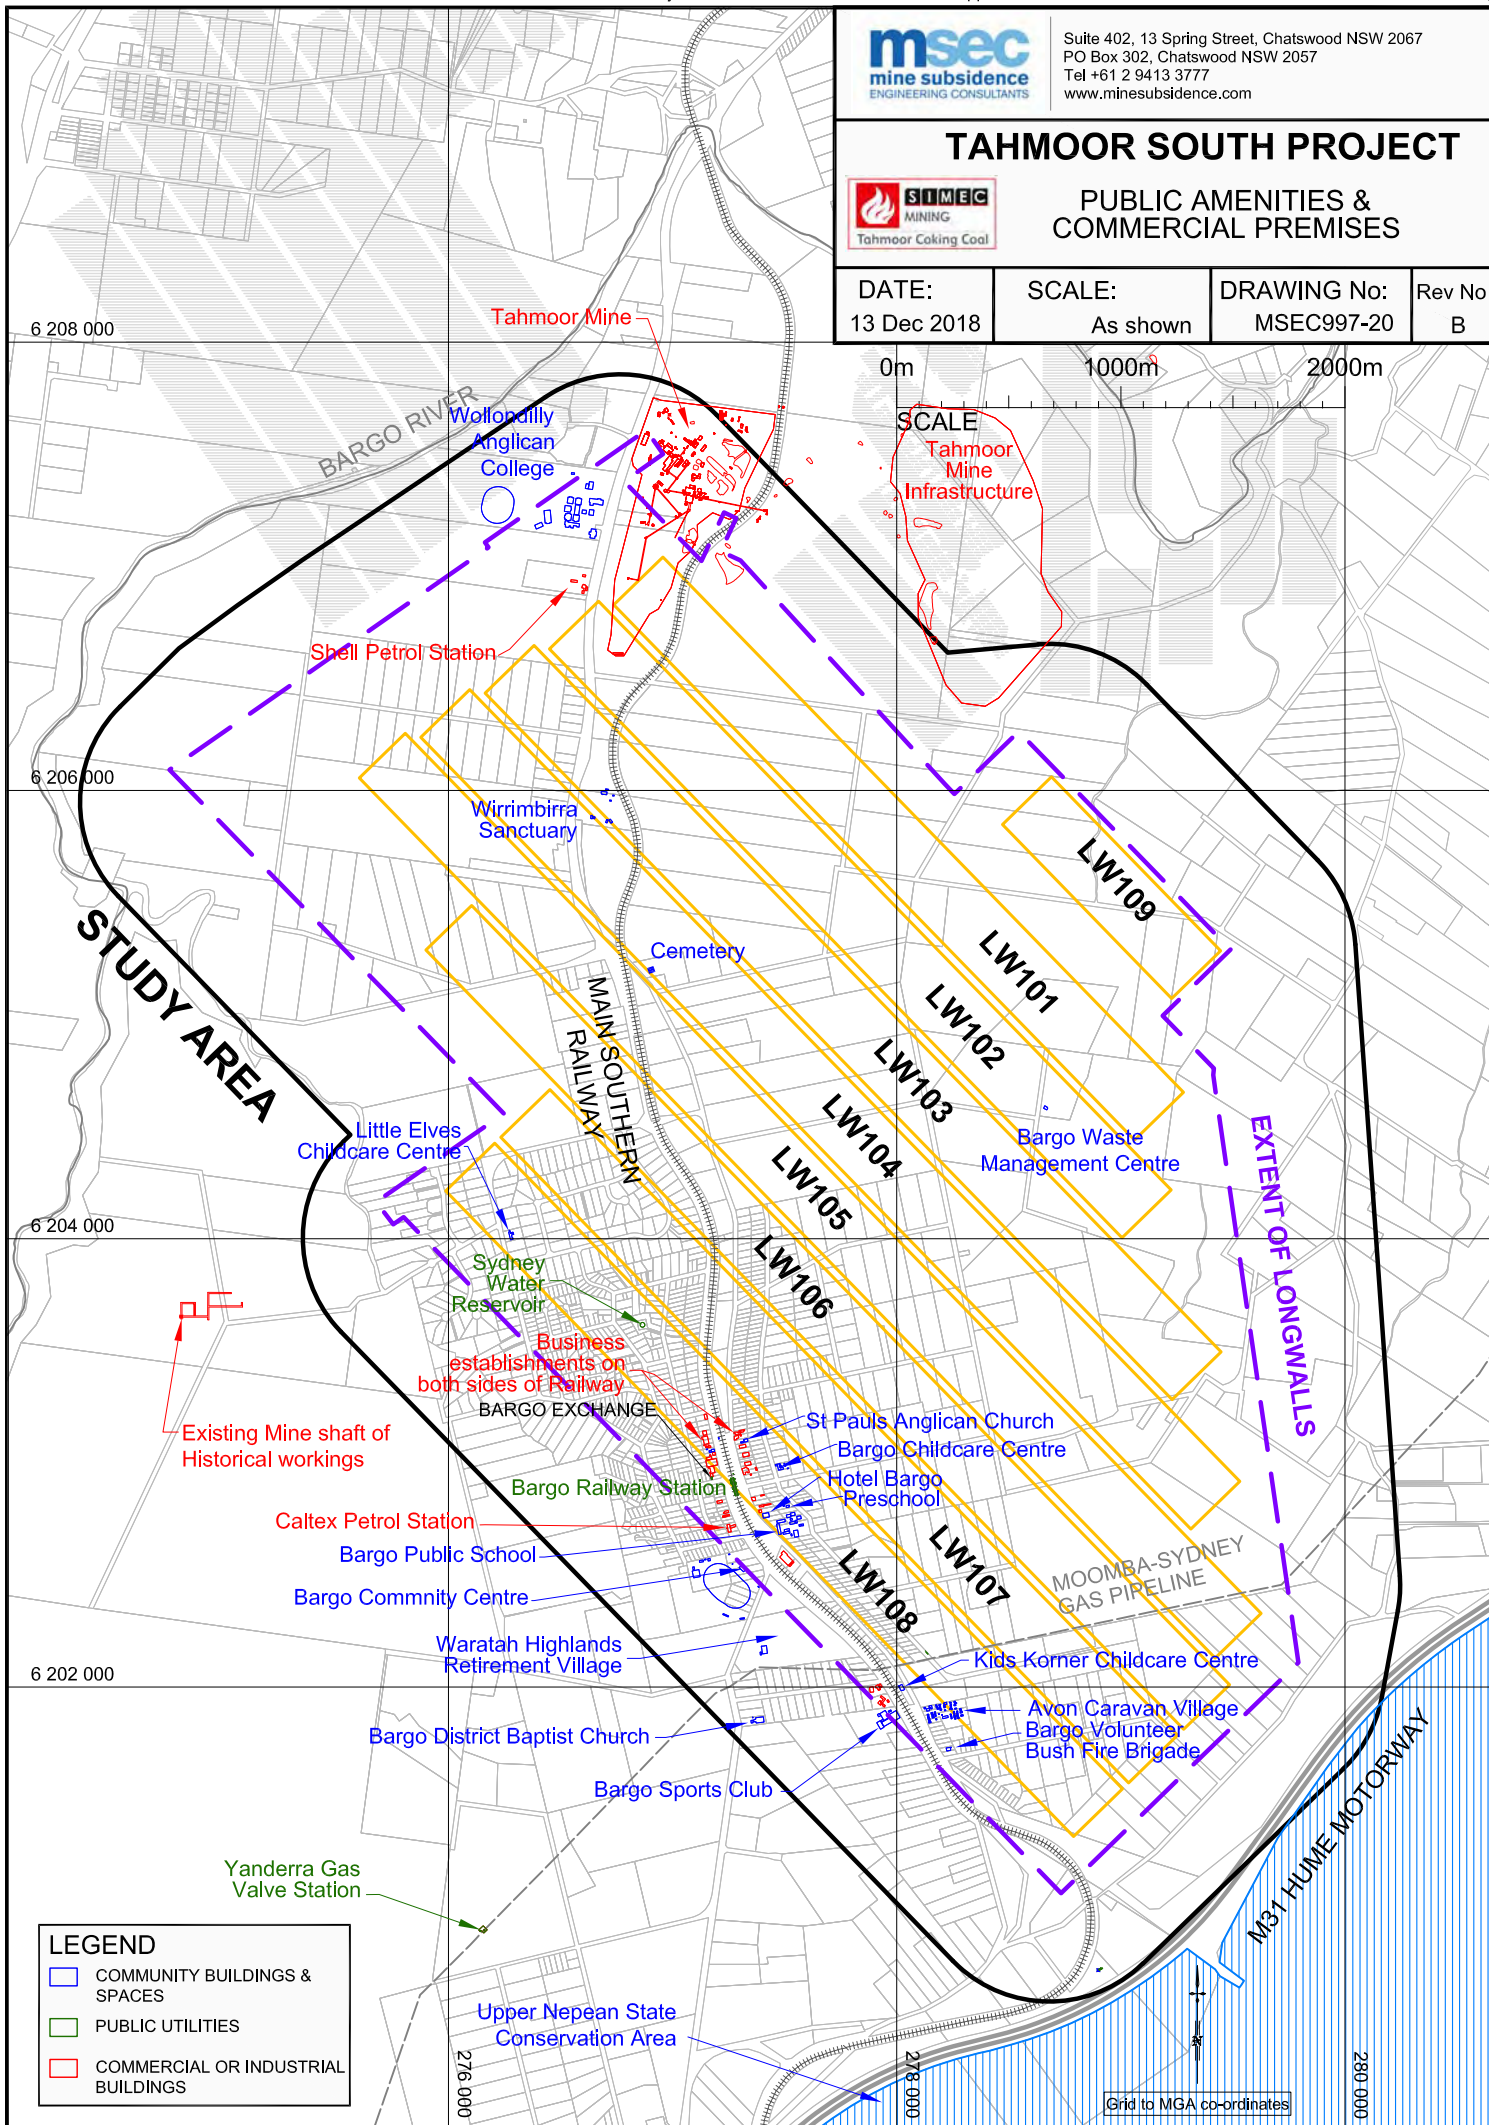 msec
mine subsidence
ENGINEERING CONSULTANTS
Suite 402, 13 Spring Street, Chatswood NSW 2067
PO Box 302, Chatswood NSW 2057
Tel +61 2 9413 3777
www.minesubsidence.com
TAHMOOR SOUTH PROJECT
SIMEC
MINING
Tahmoor Coking Coal
PUBLIC AMENITIES &
COMMERCIAL PREMISES
DATE:
13 Dec 2018
SCALE:
As shown
DRAWING No:
MSEC997-20
Rev No
B
0m
1000m
2000m
SCALE
6 208 000
Tahmoor Mine
BARGO RIVER
Wollondilly
Anglican
College
Tahmoor
Mine
Infrastructure
Shell Petrol Station
6 206 000
Wirrimbirra
Sanctuary
LW109
STUDY AREA
Cemetery
LW101
MAIN SOUTHERN
RAILWAY
LW102
LW103
LW104
Little Elves
Childcare Centre
Bargo Waste
Management Centre
LW105
EXTENT OF LONGWALLS
6 204 000
LW106
Sydney
Water
Reservoir
Business
establishments on
both sides of Railway
BARGO EXCHANGE
Existing Mine shaft of
Historical workings
St Pauls Anglican Church
Bargo Childcare Centre
Hotel Bargo
Preschool
Bargo Railway Station
Caltex Petrol Station
Bargo Public School
LW107
LW108
MOOMBA-SYDNEY
GAS PIPELINE
Bargo Commnity Centre
Waratah Highlands
Retirement Village
Kids Korner Childcare Centre
6 202 000
Avon Caravan Village
Bargo Volunteer
Bush Fire Brigade
Bargo District Baptist Church
Bargo Sports Club
M31 HUME MOTORWAY
Yanderra Gas
Valve Station
LEGEND
COMMUNITY BUILDINGS &
SPACES
PUBLIC UTILITIES
COMMERCIAL OR INDUSTRIAL
BUILDINGS
Upper Nepean State
Conservation Area
276 000
278 000
280 000
N
Grid to MGA co-ordinates